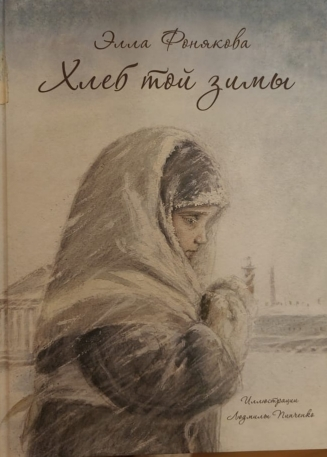 Элла Фонякова
Хлеб той зимы
Иллюстрации
Людмилы Пипченко